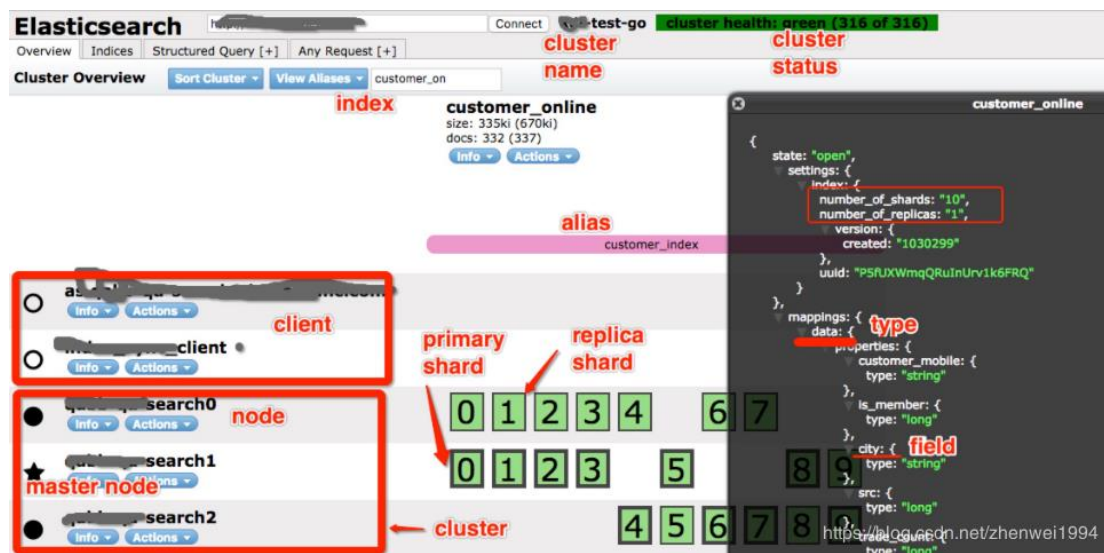 Elasticsearch
Connect
-test-go
cluster health: green (316 of 316)
cluster name
cluster status
Overview
Indices
Structured Query [+]
Any Request [+]
Cluster Overview
Sort Cluster
View Aliases
customer_on
index
customer_online
size: 335ki (670ki)
docs: 332 (337)
Info
Actions
alias
customer_index
Info
Actions
client
_client
Info
Actions
primary shard
replica shard
search0
node
Info
Actions
0 1 2 3 4 6 7
search1
master node
Actions
0 1 2 3 5 8 9
search2
Info
Actions
cluster
4 5 6 7 8 9
customer_online
{
state: "open",
settings: {
index: {
number_of_shards: "10",
number_of_replicas: "1",
version: {
created: "1030299"
},
uuid: "P5fUXWmqQRuInUrv1k6FRQ"
}
},
mappings: {
data: {
type
properties: {
customer_mobile: {
type: "string"
},
is_member: {
type: "long"
},
city: {
field
type: "string"
},
src: {
type: "long"
},
trade_count: {
type: "long"
https://blog.csdn.net/zhenwei1994